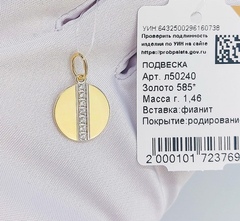 УИН 6432500296160738
Проверить подлинность
изделия по УИН на сайте
https://probpalata.gov.ru
ПОДВЕСКА
Арт. л50240
Золото 585*
Масса г. 1,46
Вставка:фианит
Покрытие:родировани
2 000101 723769